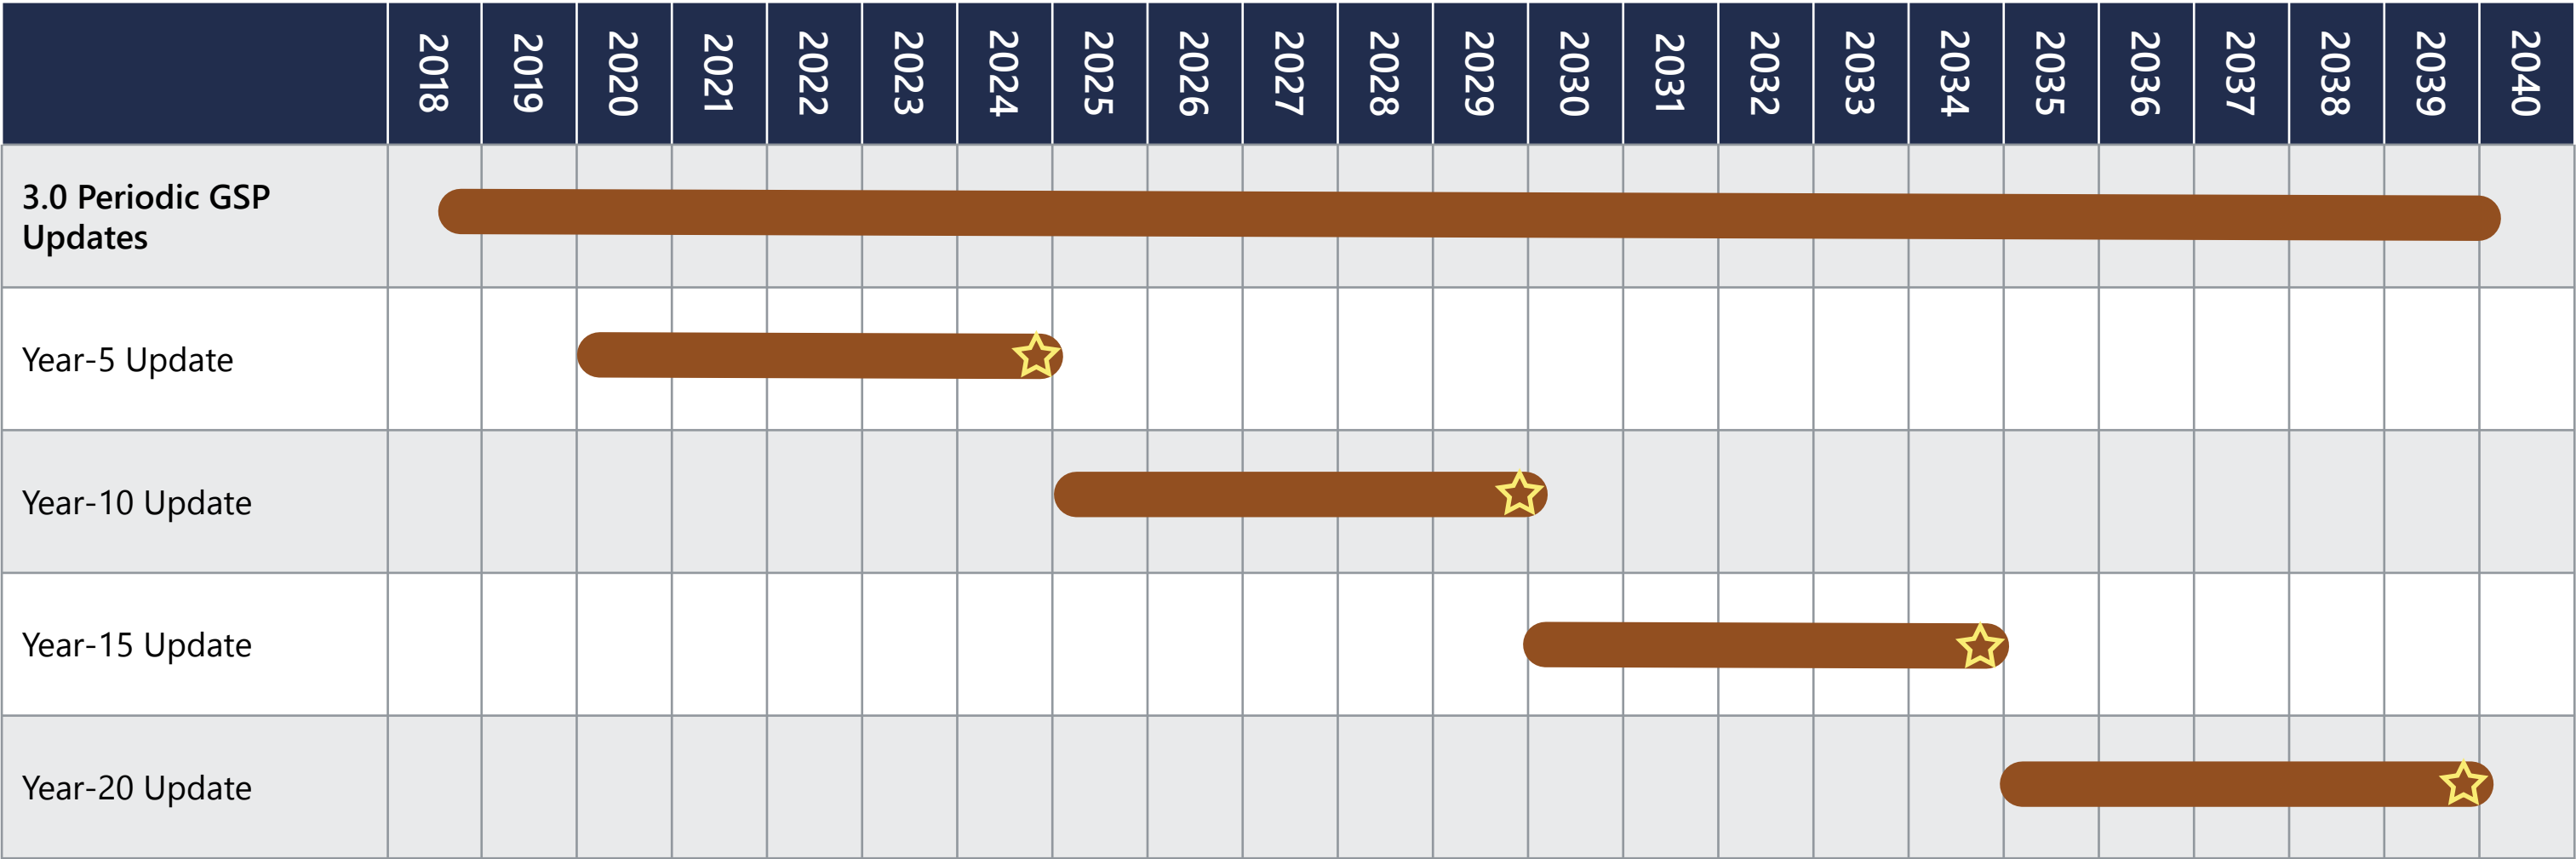 2018 2019 2020 2021 2022 2023 2024 2025 2026 2027 2028 2029 2030 2031 2032 2033 2034 2035 2036 2037 2038 2039 2040
3.0 Periodic GSP
Updates
Year-5 Update
Year-10 Update
Year-15 Update
Year-20 Update